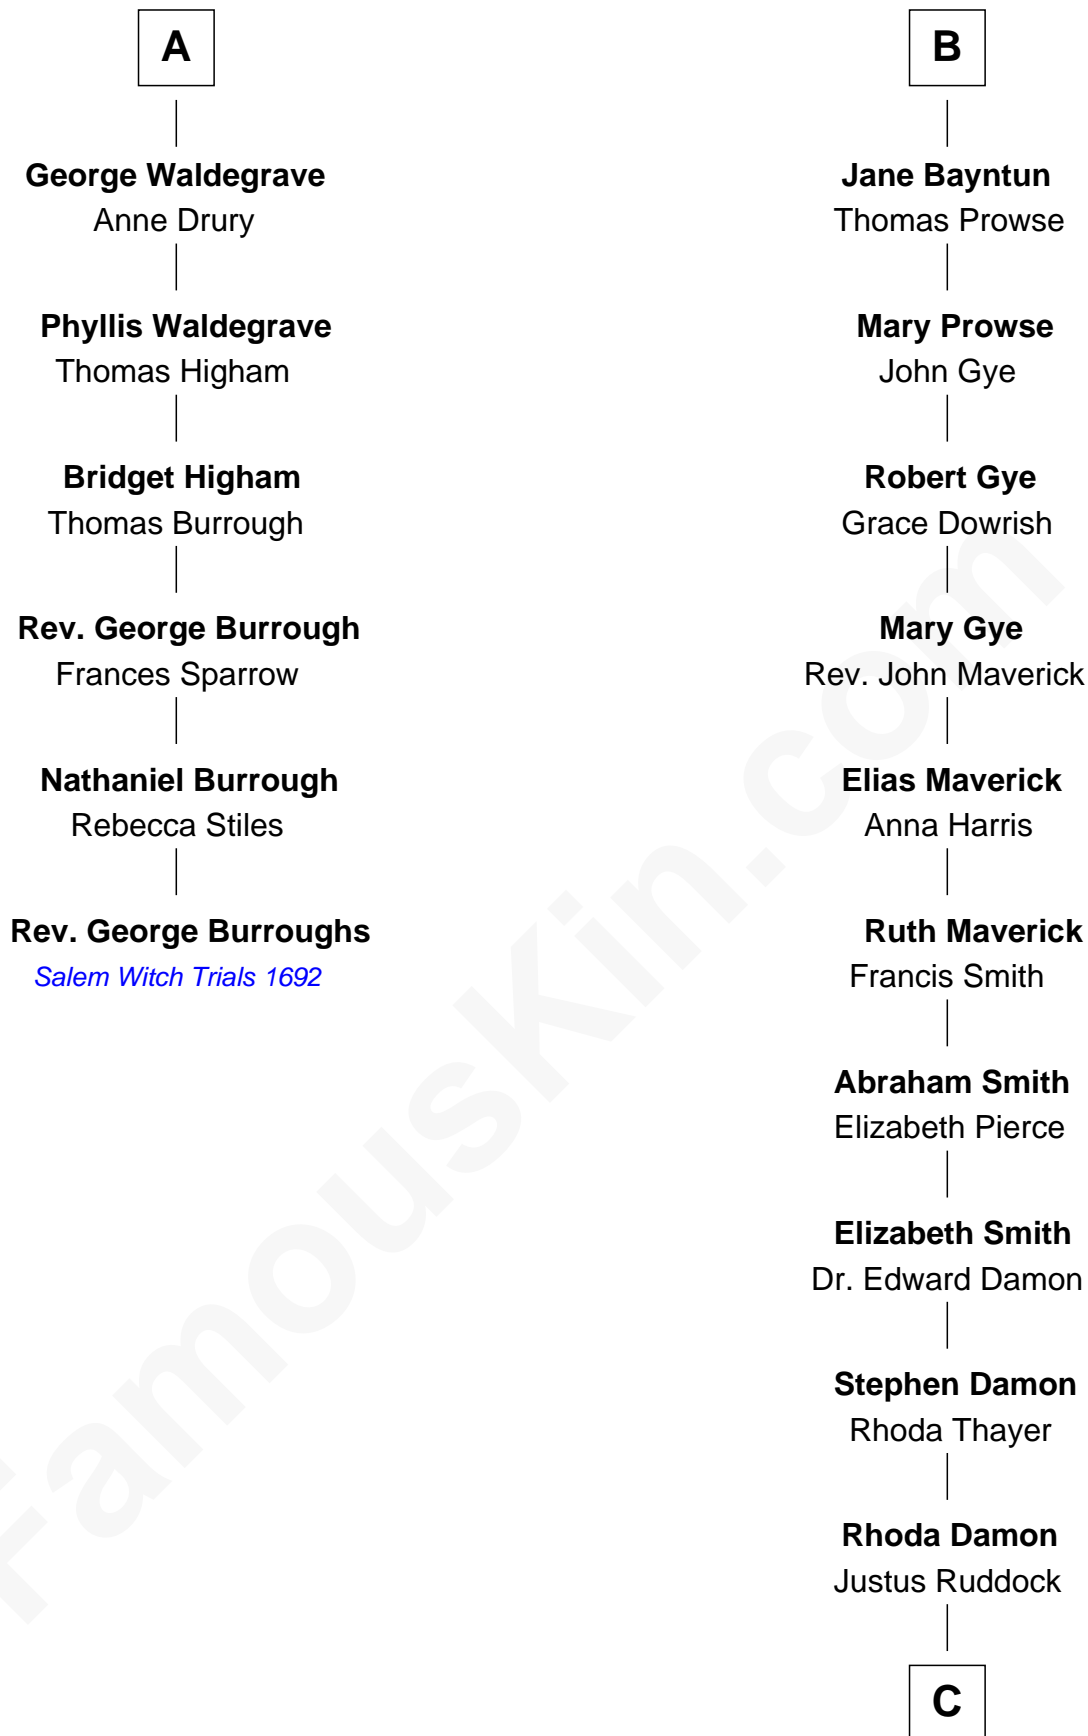 A
George Waldegrave
Anne Drury
Phyllis Waldegrave
Thomas Higham
Bridget Higham
Thomas Burrough
Rev. George Burrough
Frances Sparrow
Nathaniel Burrough
Rebecca Stiles
Rev. George Burroughs
Salem Witch Trials 1692
B
Jane Bayntun
Thomas Prowse
Mary Prowse
John Gye
Robert Gye
Grace Dowrish
Mary Gye
Rev. John Maverick
Elias Maverick
Anna Harris
Ruth Maverick
Francis Smith
Abraham Smith
Elizabeth Pierce
Elizabeth Smith
Dr. Edward Damon
Stephen Damon
Rhoda Thayer
Rhoda Damon
Justus Ruddock
C
FamousKin.com